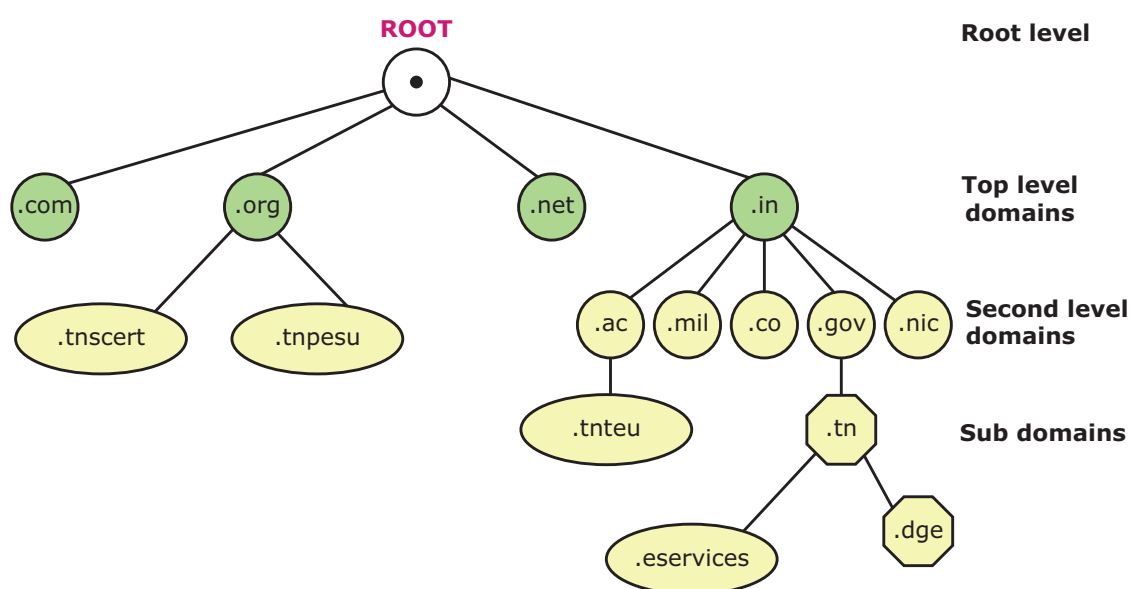 ROOT
Root level
.com
.org
.net
.in
Top level
domains
.tnscert
.tnpesu
.ac
.mil
.co
.gov
.nic
Second level
domains
.tnteu
.tn
Sub domains
.eservices
.dge